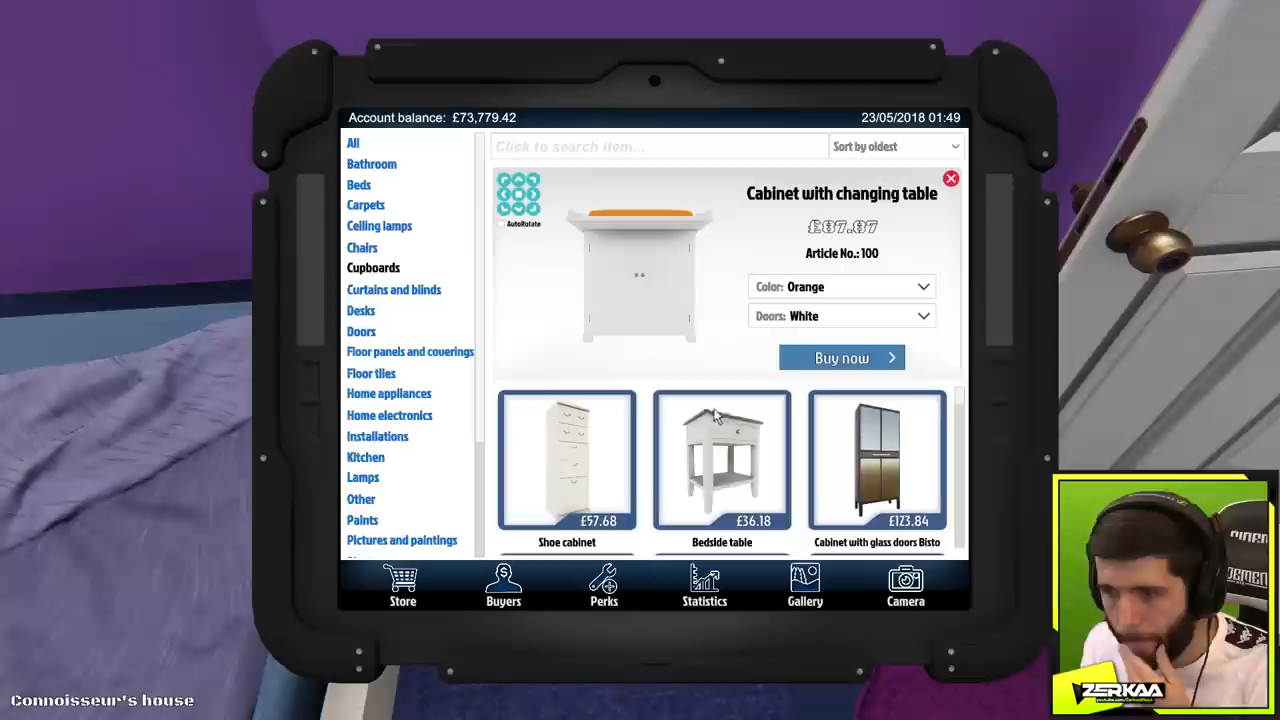 Account balance: £73,779.42
23/05/2018 01:49
All
Bathroom
Beds
Carpets
Ceiling lamps
Chairs
Cupboards
Curtains and blinds
Desks
Doors
Floor panels and coverings
Floor tiles
Home appliances
Home electronics
Installations
Kitchen
Lamps
Other
Paints
Pictures and paintings
Click to search item...
Sort by oldest
AutoRotate
Cabinet with changing table
£87.87
Article No.: 100
Color: Orange
Doors: White
Buy now
£57.68
Shoe cabinet
£36.18
Bedside table
£123.84
Cabinet with glass doors Bisto
Store
Buyers
Perks
Statistics
Gallery
Camera
Connoisseur's house
ZERKAA